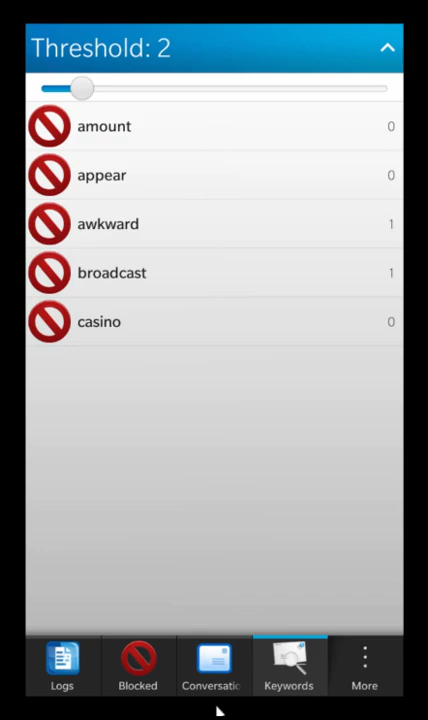 Threshold: 2
amount 0
appear 0
awkward 1
broadcast 1
casino 0
Logs Blocked Conversatio Keywords More